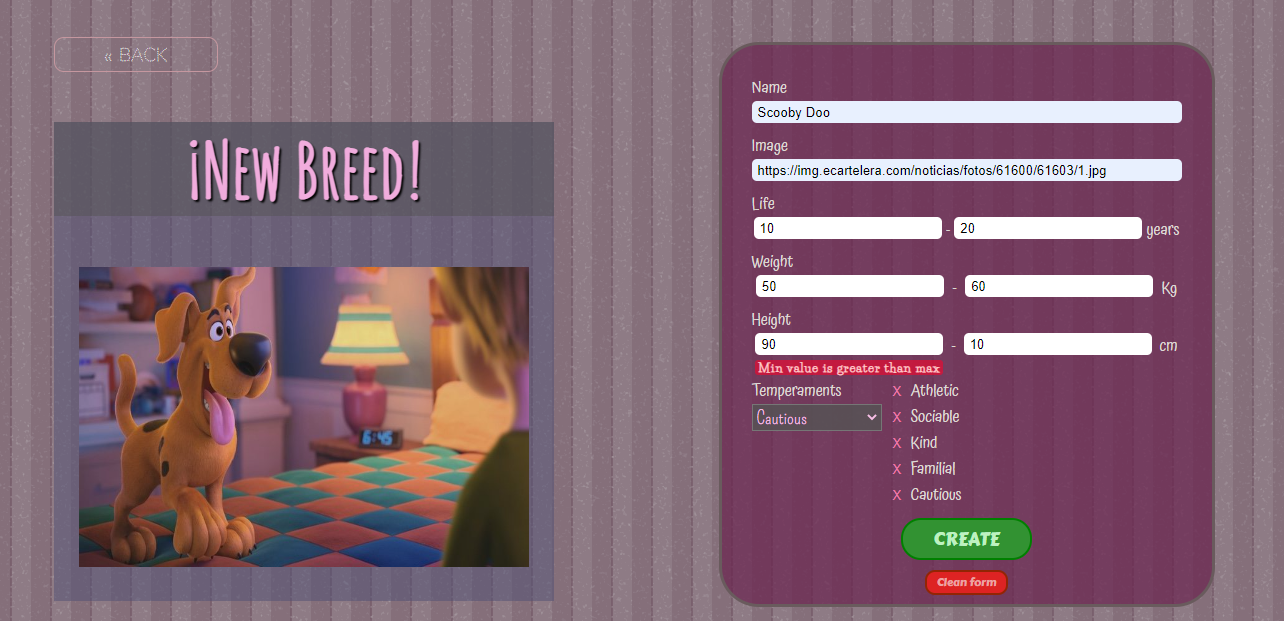 « BACK
¡New Breed!
6:45
Name
Scooby Doo
Image
https://img.ecartelera.com/noticias/fotos/61600/61603/1.jpg
Life
10 - 20 years
Weight
50 - 60 Kg
Height
90 - 10 cm
Min value is greater than max
Temperaments
Cautious
X Athletic
X Sociable
X Kind
X Familial
X Cautious
CREATE
Clean form